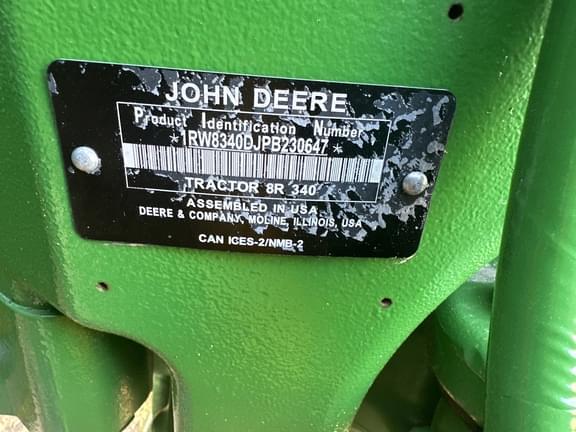 JOHN DEERE
Product Identification Number
*1RW8340DJPB230647*
TRACTOR 8R 340
ASSEMBLED IN USA
DEERE & COMPANY, MOLINE, ILLINOIS, USA
CAN ICES-2/NMB-2